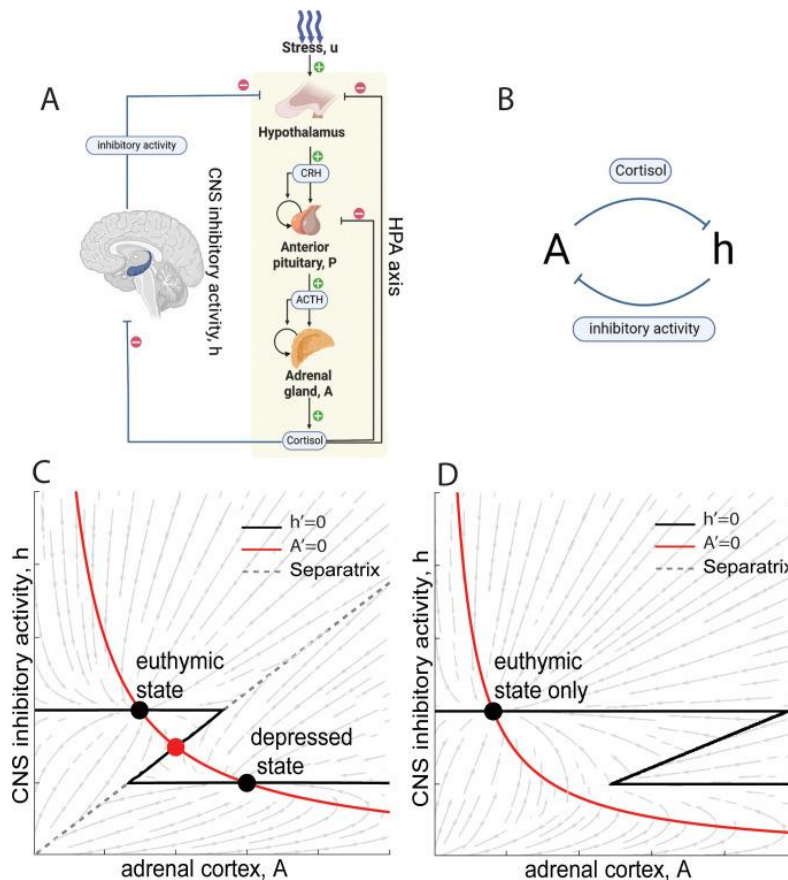 Stress, u
A
Hypothalamus
inhibitory activity
CRH
CNS inhibitory activity, h
Anterior
pituitary, P
HPA axis
ACTH
Adrenal
gland, A
Cortisol
B
Cortisol
A
h
inhibitory activity
C
h'=0
A'=0
Separatrix
euthymic
state
depressed
state
CNS inhibitory activity, h
adrenal cortex, A
D
h'=0
A'=0
Separatrix
euthymic
state only
CNS inhibitory activity, h
adrenal cortex, A